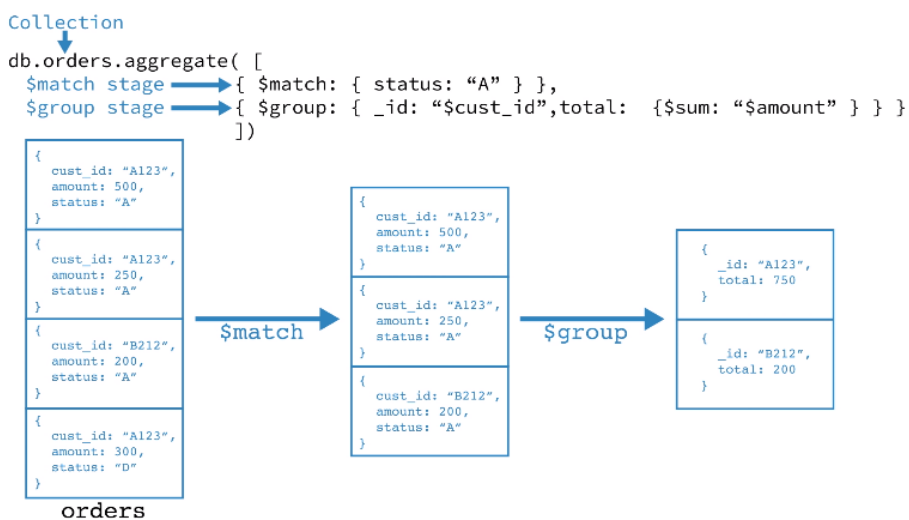 Collection
db.orders.aggregate( [
$match stage { $match: { status: “A” } },
$group stage { $group: { _id: “$cust_id”,total:  {$sum: “$amount” } } }
])
{
cust_id: “A123”,
amount: 500,
status: “A”
}
{
cust_id: “A123”,
amount: 250,
status: “A”
}
{
cust_id: “B212”,
amount: 200,
status: “A”
}
{
cust_id: “A123”,
amount: 300,
status: “D”
}
orders
$match
{
cust_id: “A123”,
amount: 500,
status: “A”
}
{
cust_id: “A123”,
amount: 250,
status: “A”
}
{
cust_id: “B212”,
amount: 200,
status: “A”
}
$group
{
_id: “A123”,
total: 750
}
{
_id: “B212”,
total: 200
}